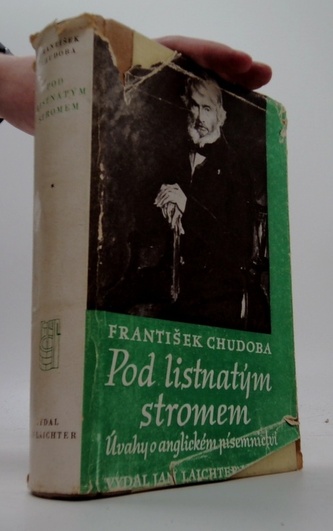 FRANTIŠEK
CHUDOBA
POD
LISTNATÝM
STROMEM
VYDAL
LAICHTER
FRANTIŠEK CHUDOBA
Pod listnatým
stromem
Úvahy o anglickém písemnictví
VYDAL JAN LAICHTER